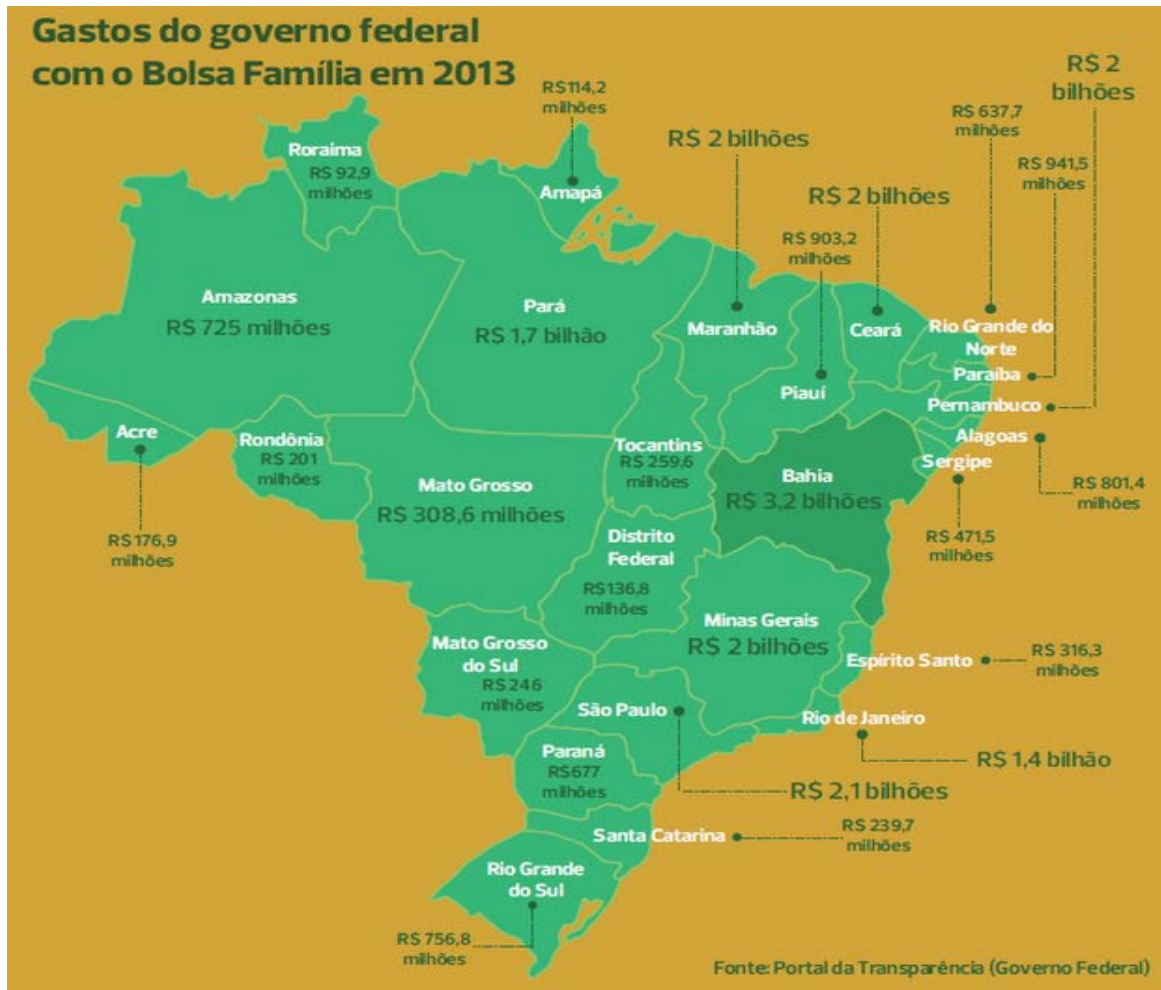 Gastos do governo federal
com o Bolsa Família em 2013
R$ 2
bilhões
R$114,2
milhões
R$ 637,7
milhões
R$ 2 bilhões
R$ 941,5
milhões
Roraima
R$ 92,9
milhões
Amapá
R$ 2 bilhões
R$ 903,2
milhões
Amazonas
R$ 725 milhões
Pará
R$ 1,7 bilhão
Maranhão
Ceará
Rio Grande do
Norte
Paraíba
Piauí
Pernambuco
Acre
Rondônia
R$ 201
milhões
Tocantins
R$ 259,6
milhões
Alagoas
Sergipe
Mato Grosso
R$ 308,6 milhões
Bahia
R$ 3,2 bilhões
R$ 801,4
milhões
R$ 176,9
milhões
R$ 471,5
milhões
Distrito
Federal
R$136,8
milhões
Minas Gerais
R$ 2 bilhões
Mato Grosso
do Sul
R$246
milhões
Espírito Santo
R$ 316,3
milhões
São Paulo
Rio de Janeiro
Paraná
R$677
milhões
R$ 1,4 bilhão
R$ 2,1 bilhões
Santa Catarina
R$ 239,7
milhões
Rio Grande
do Sul
R$ 756,8
milhões
Fonte: Portal da Transparência (Governo Federal)